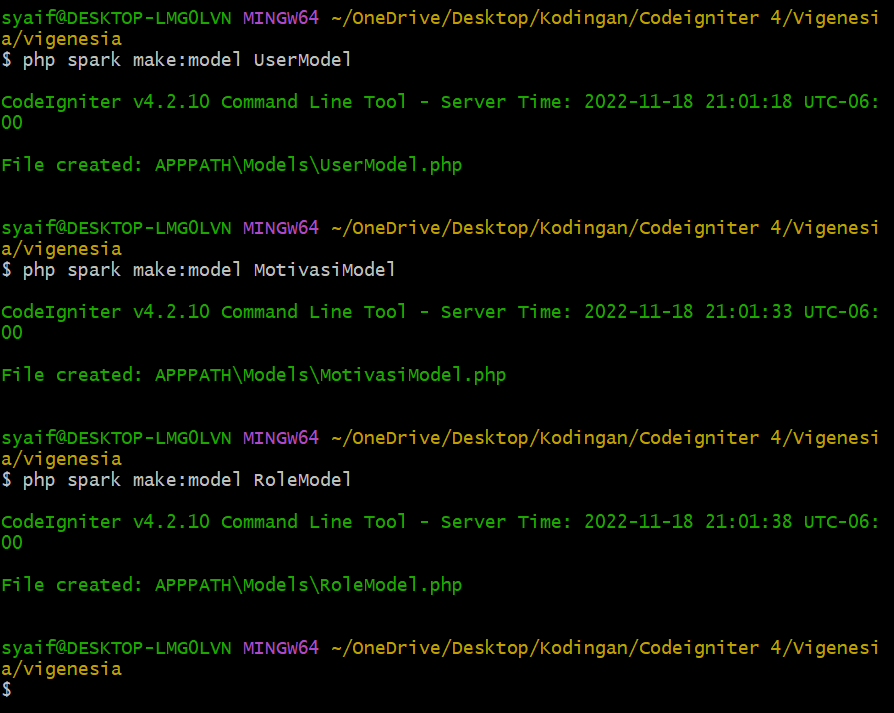 syaif@DESKTOP-LMG0LVN MINGW64 ~/OneDrive/Desktop/Kodingan/Codeigniter 4/Vigenesi
a/vigenesia
$ php spark make:model UserModel
CodeIgniter v4.2.10 Command Line Tool - Server Time: 2022-11-18 21:01:18 UTC-06:
00
File created: APPPATH\Models\UserModel.php
syaif@DESKTOP-LMG0LVN MINGW64 ~/OneDrive/Desktop/Kodingan/Codeigniter 4/Vigenesi
a/vigenesia
$ php spark make:model MotivasiModel
CodeIgniter v4.2.10 Command Line Tool - Server Time: 2022-11-18 21:01:33 UTC-06:
00
File created: APPPATH\Models\MotivasiModel.php
syaif@DESKTOP-LMG0LVN MINGW64 ~/OneDrive/Desktop/Kodingan/Codeigniter 4/Vigenesi
a/vigenesia
$ php spark make:model RoleModel
CodeIgniter v4.2.10 Command Line Tool - Server Time: 2022-11-18 21:01:38 UTC-06:
00
File created: APPPATH\Models\RoleModel.php
syaif@DESKTOP-LMG0LVN MINGW64 ~/OneDrive/Desktop/Kodingan/Codeigniter 4/Vigenesi
a/vigenesia
$